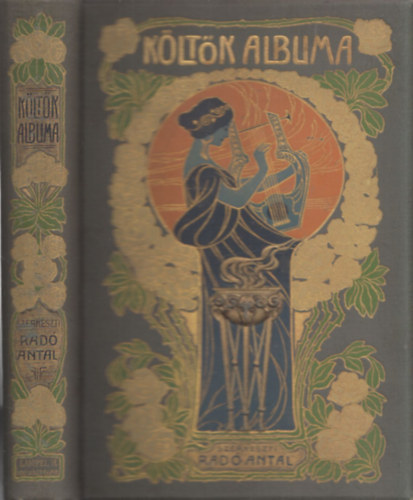 KÖLTŐK ALBUMA
SZERKESZTI
RADÓ ANTAL
KÖLTŐK
ALBUMA
SZERKESZTI
RADÓ
ANTAL